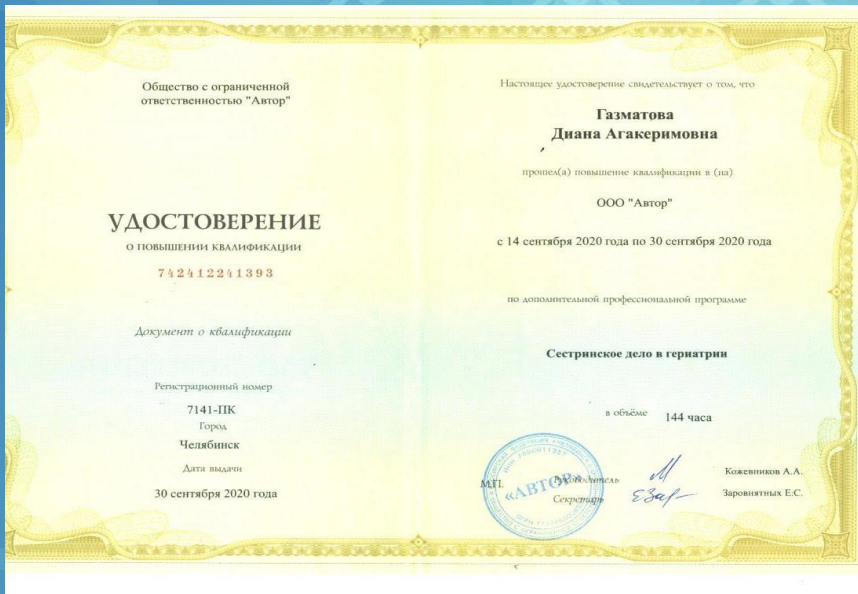 Общество с ограниченной
ответственностью "Автор"
УДОСТОВЕРЕНИЕ
О ПОВЫШЕНИИ КВАЛИФИКАЦИИ
742412241393
Документ о квалификации
Регистрационный номер
7141-ПК
Город
Челябинск
Дата выдачи
30 сентября 2020 года
Настоящее удостоверение свидетельствует о том, что
Газматова
Диана Агакеримовна
прошел(а) повышение квалификации в (на)
ООО "Автор"
с 14 сентября 2020 года по 30 сентября 2020 года
по дополнительной профессиональной программе
Сестринское дело в гериатрии
в объёме 144 часа
М.П. Руководитель Кожевников А.А.
Секретарь Заровнятных Е.С.
«АВТОР»